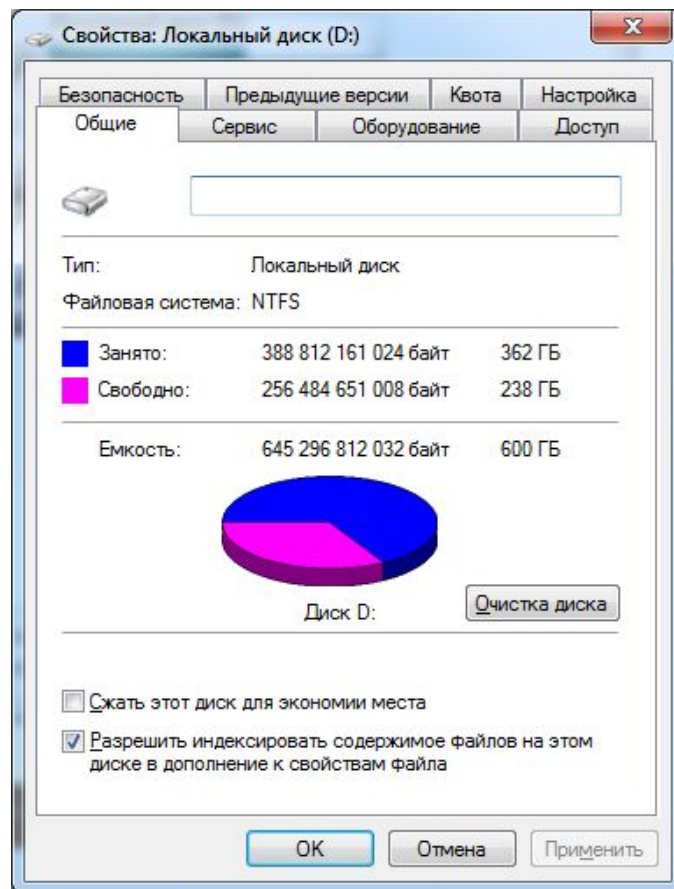 Свойства: Локальный диск (D:)
Безопасность Предыдущие версии Квота Настройка
Общие Сервис Оборудование Доступ
Тип: Локальный диск
Файловая система: NTFS
Занято: 388 812 161 024 байт 362 ГБ
Свободно: 256 484 651 008 байт 238 ГБ
Емкость: 645 296 812 032 байт 600 ГБ
Диск D:
Очистка диска
Сжать этот диск для экономии места
Разрешить индексировать содержимое файлов на этом
диске в дополнение к свойствам файла
ОК Отмена Применить